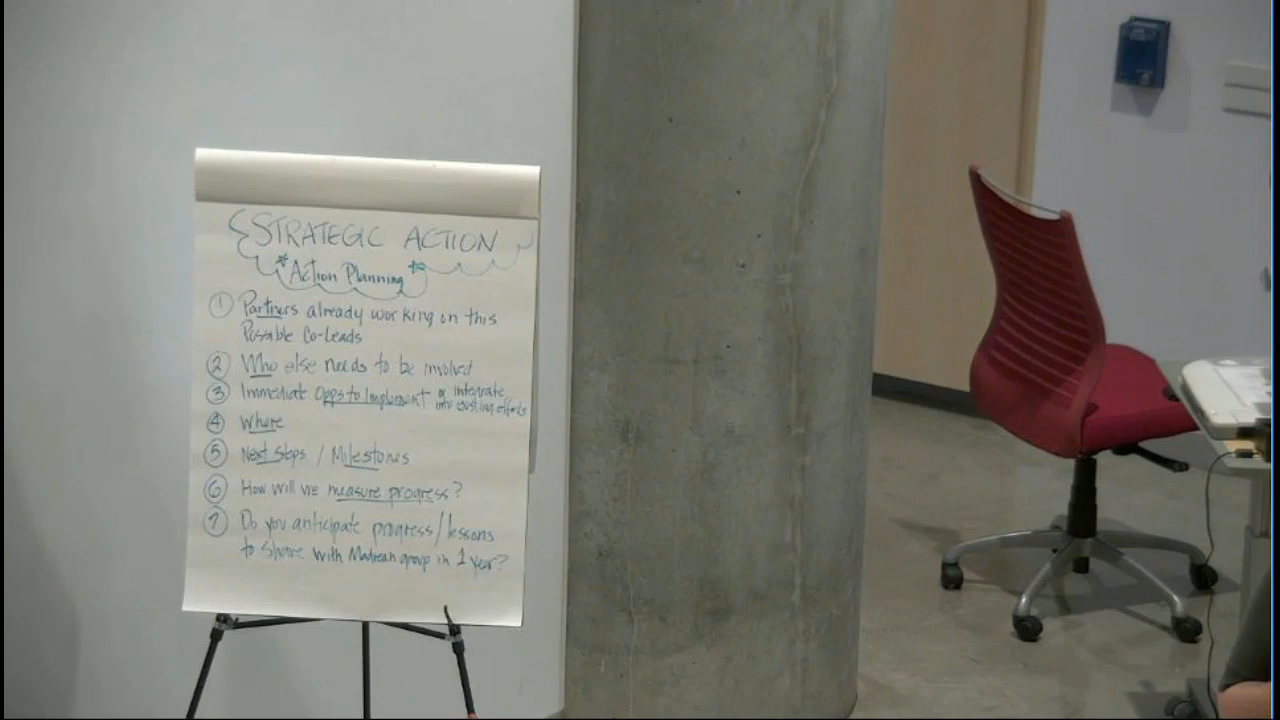 STRATEGIC ACTION
*Action Planning*
① Partners already working on this
Possible Co-Leads
② Who else needs to be involved
③ Immediate Opps to Implement or integrate
into existing efforts
④ Where
⑤ Next Steps / Milestones
⑥ How will we measure progress?
⑦ Do you anticipate progress/lessons
to share with Madrean group in 1 year?